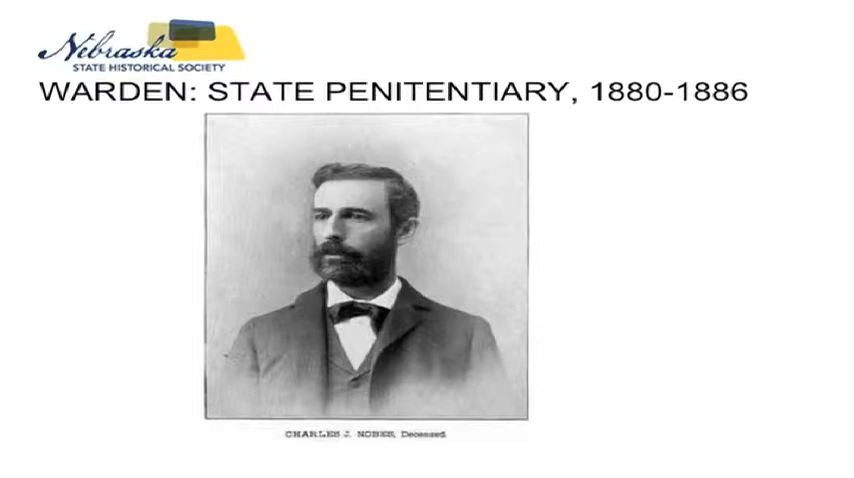 Nebraska
STATE HISTORICAL SOCIETY
WARDEN: STATE PENITENTIARY, 1880-1886
CHARLES J. NOBES, Deceased